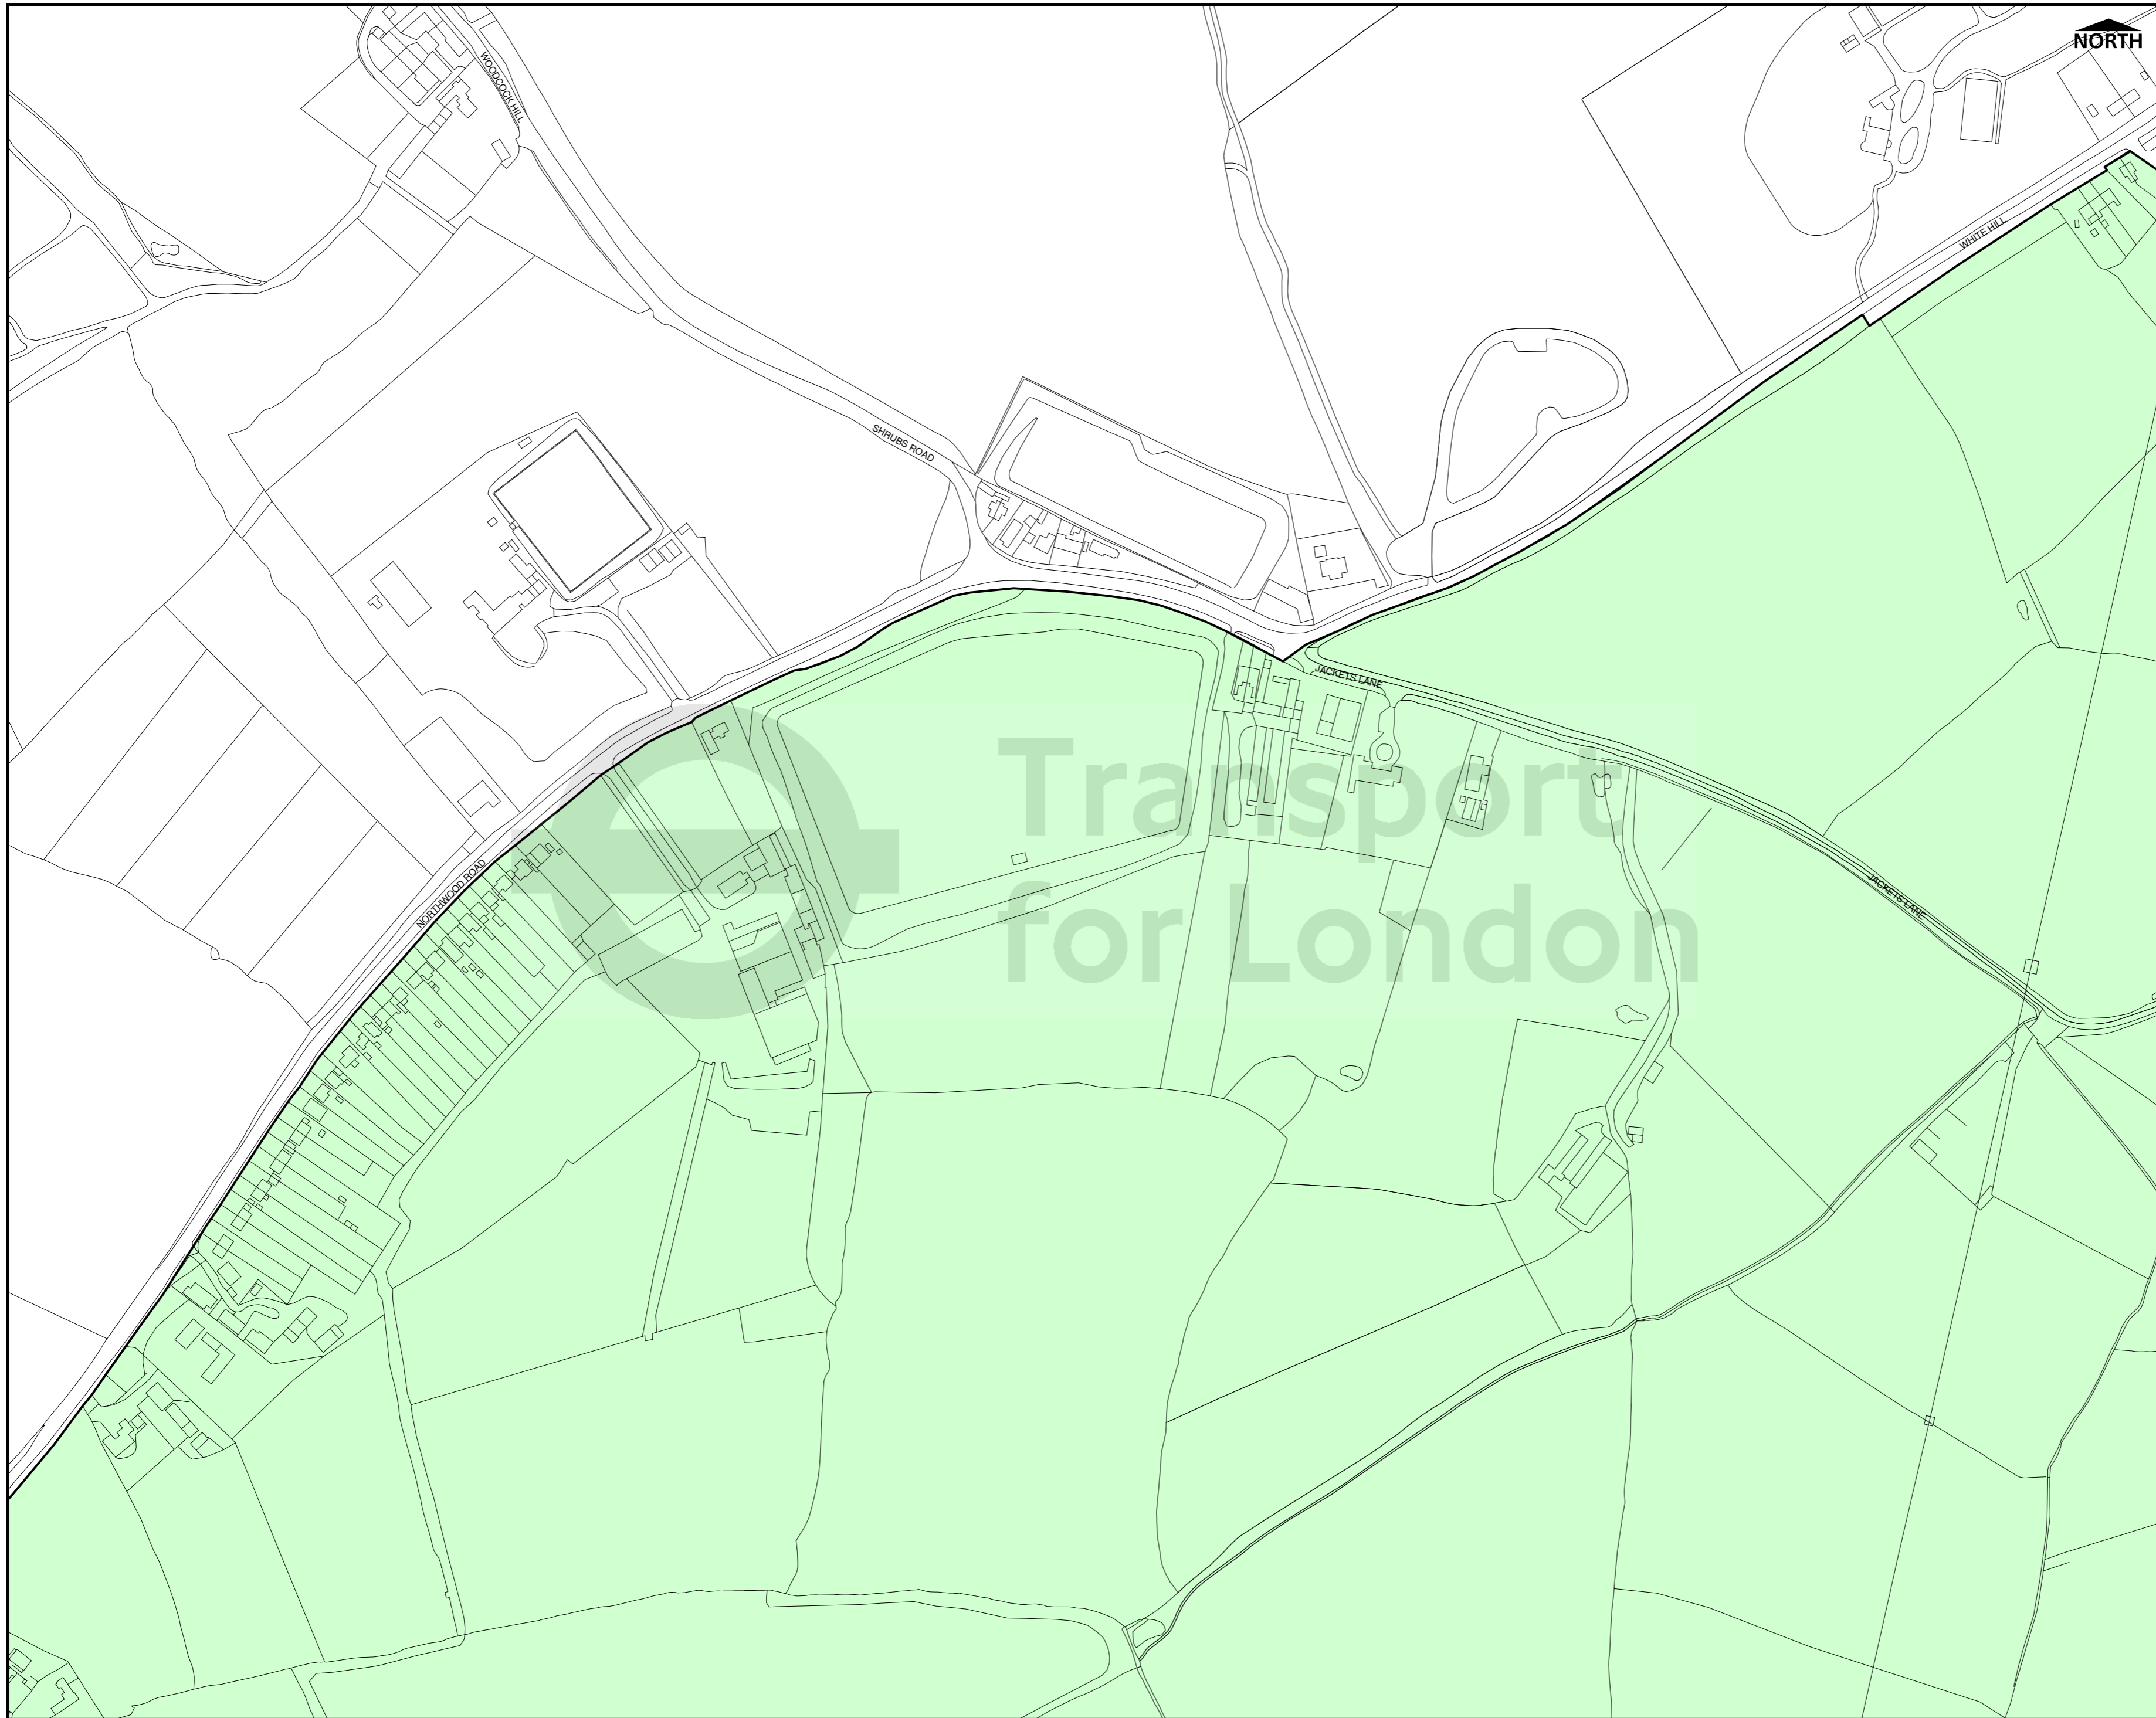 NORTH
WOODCOCK HILL
WHITE HILL
SHRUBS ROAD
JACKETS LANE
Transport
for London
NORTHWOOD ROAD
JACKETS LANE